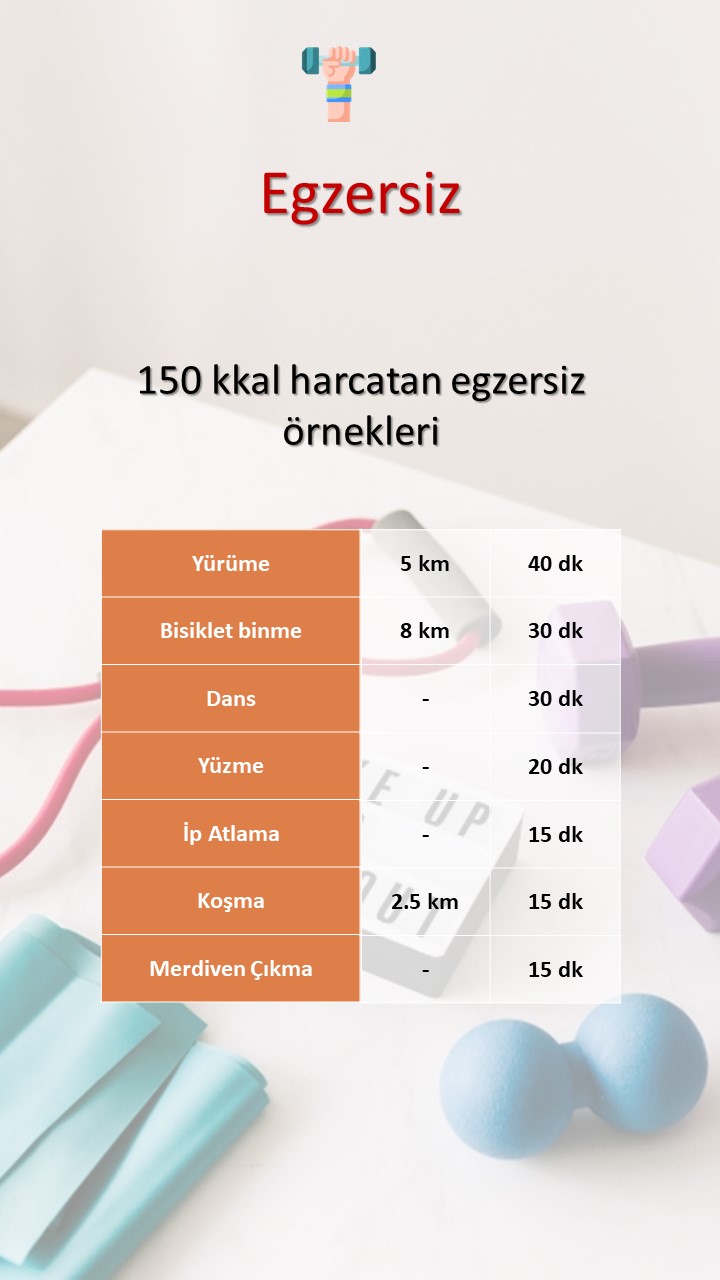 Egzersiz
150 kkal harcatan egzersiz
örnekleri
Yürüme 5 km 40 dk
Bisiklet binme 8 km 30 dk
Dans - 30 dk
Yüzme - 20 dk
İp Atlama - 15 dk
Koşma 2.5 km 15 dk
Merdiven Çıkma - 15 dk
UP